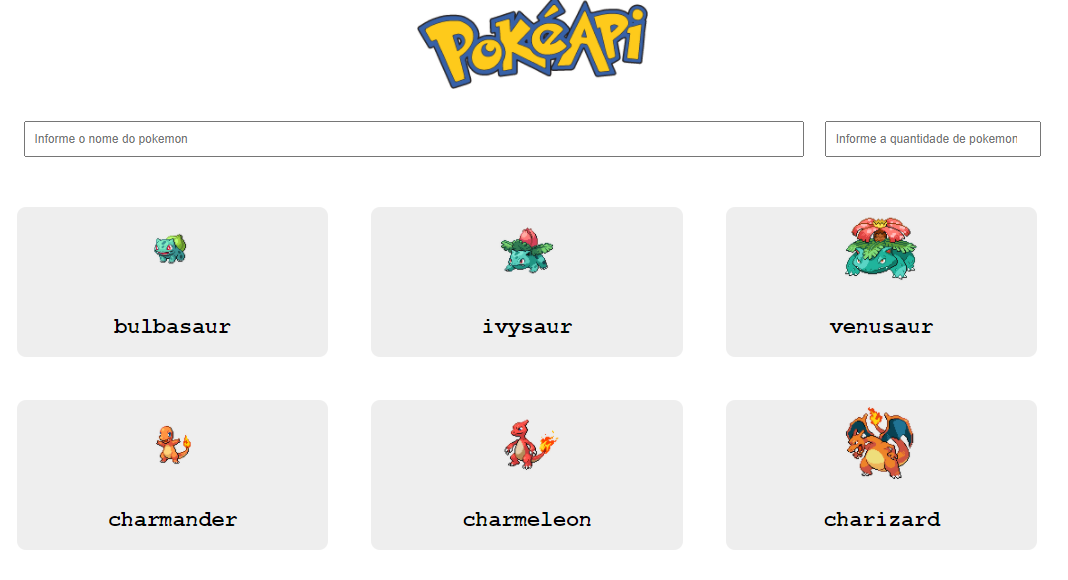 PokéApi
Informe o nome do pokemon
Informe a quantidade de pokemon
bulbasaur
ivysaur
venusaur
charmander
charmeleon
charizard